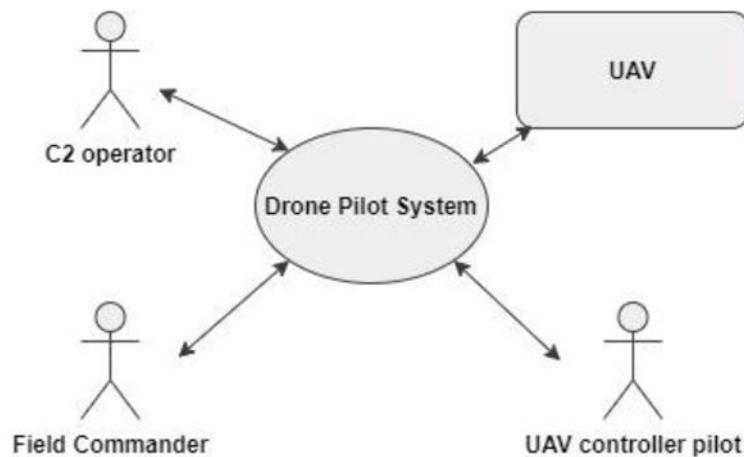 UAV
C2 operator
Drone Pilot System
Field Commander
UAV controller pilot